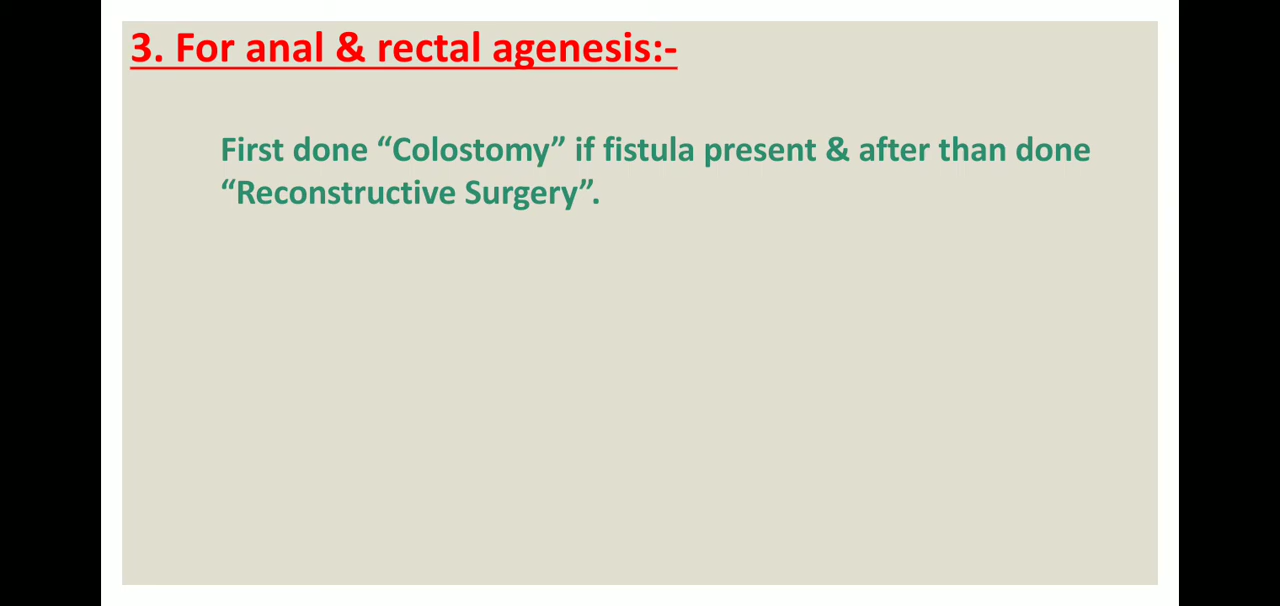 3. For anal & rectal agenesis:-
First done “Colostomy” if fistula present & after than done
“Reconstructive Surgery”.